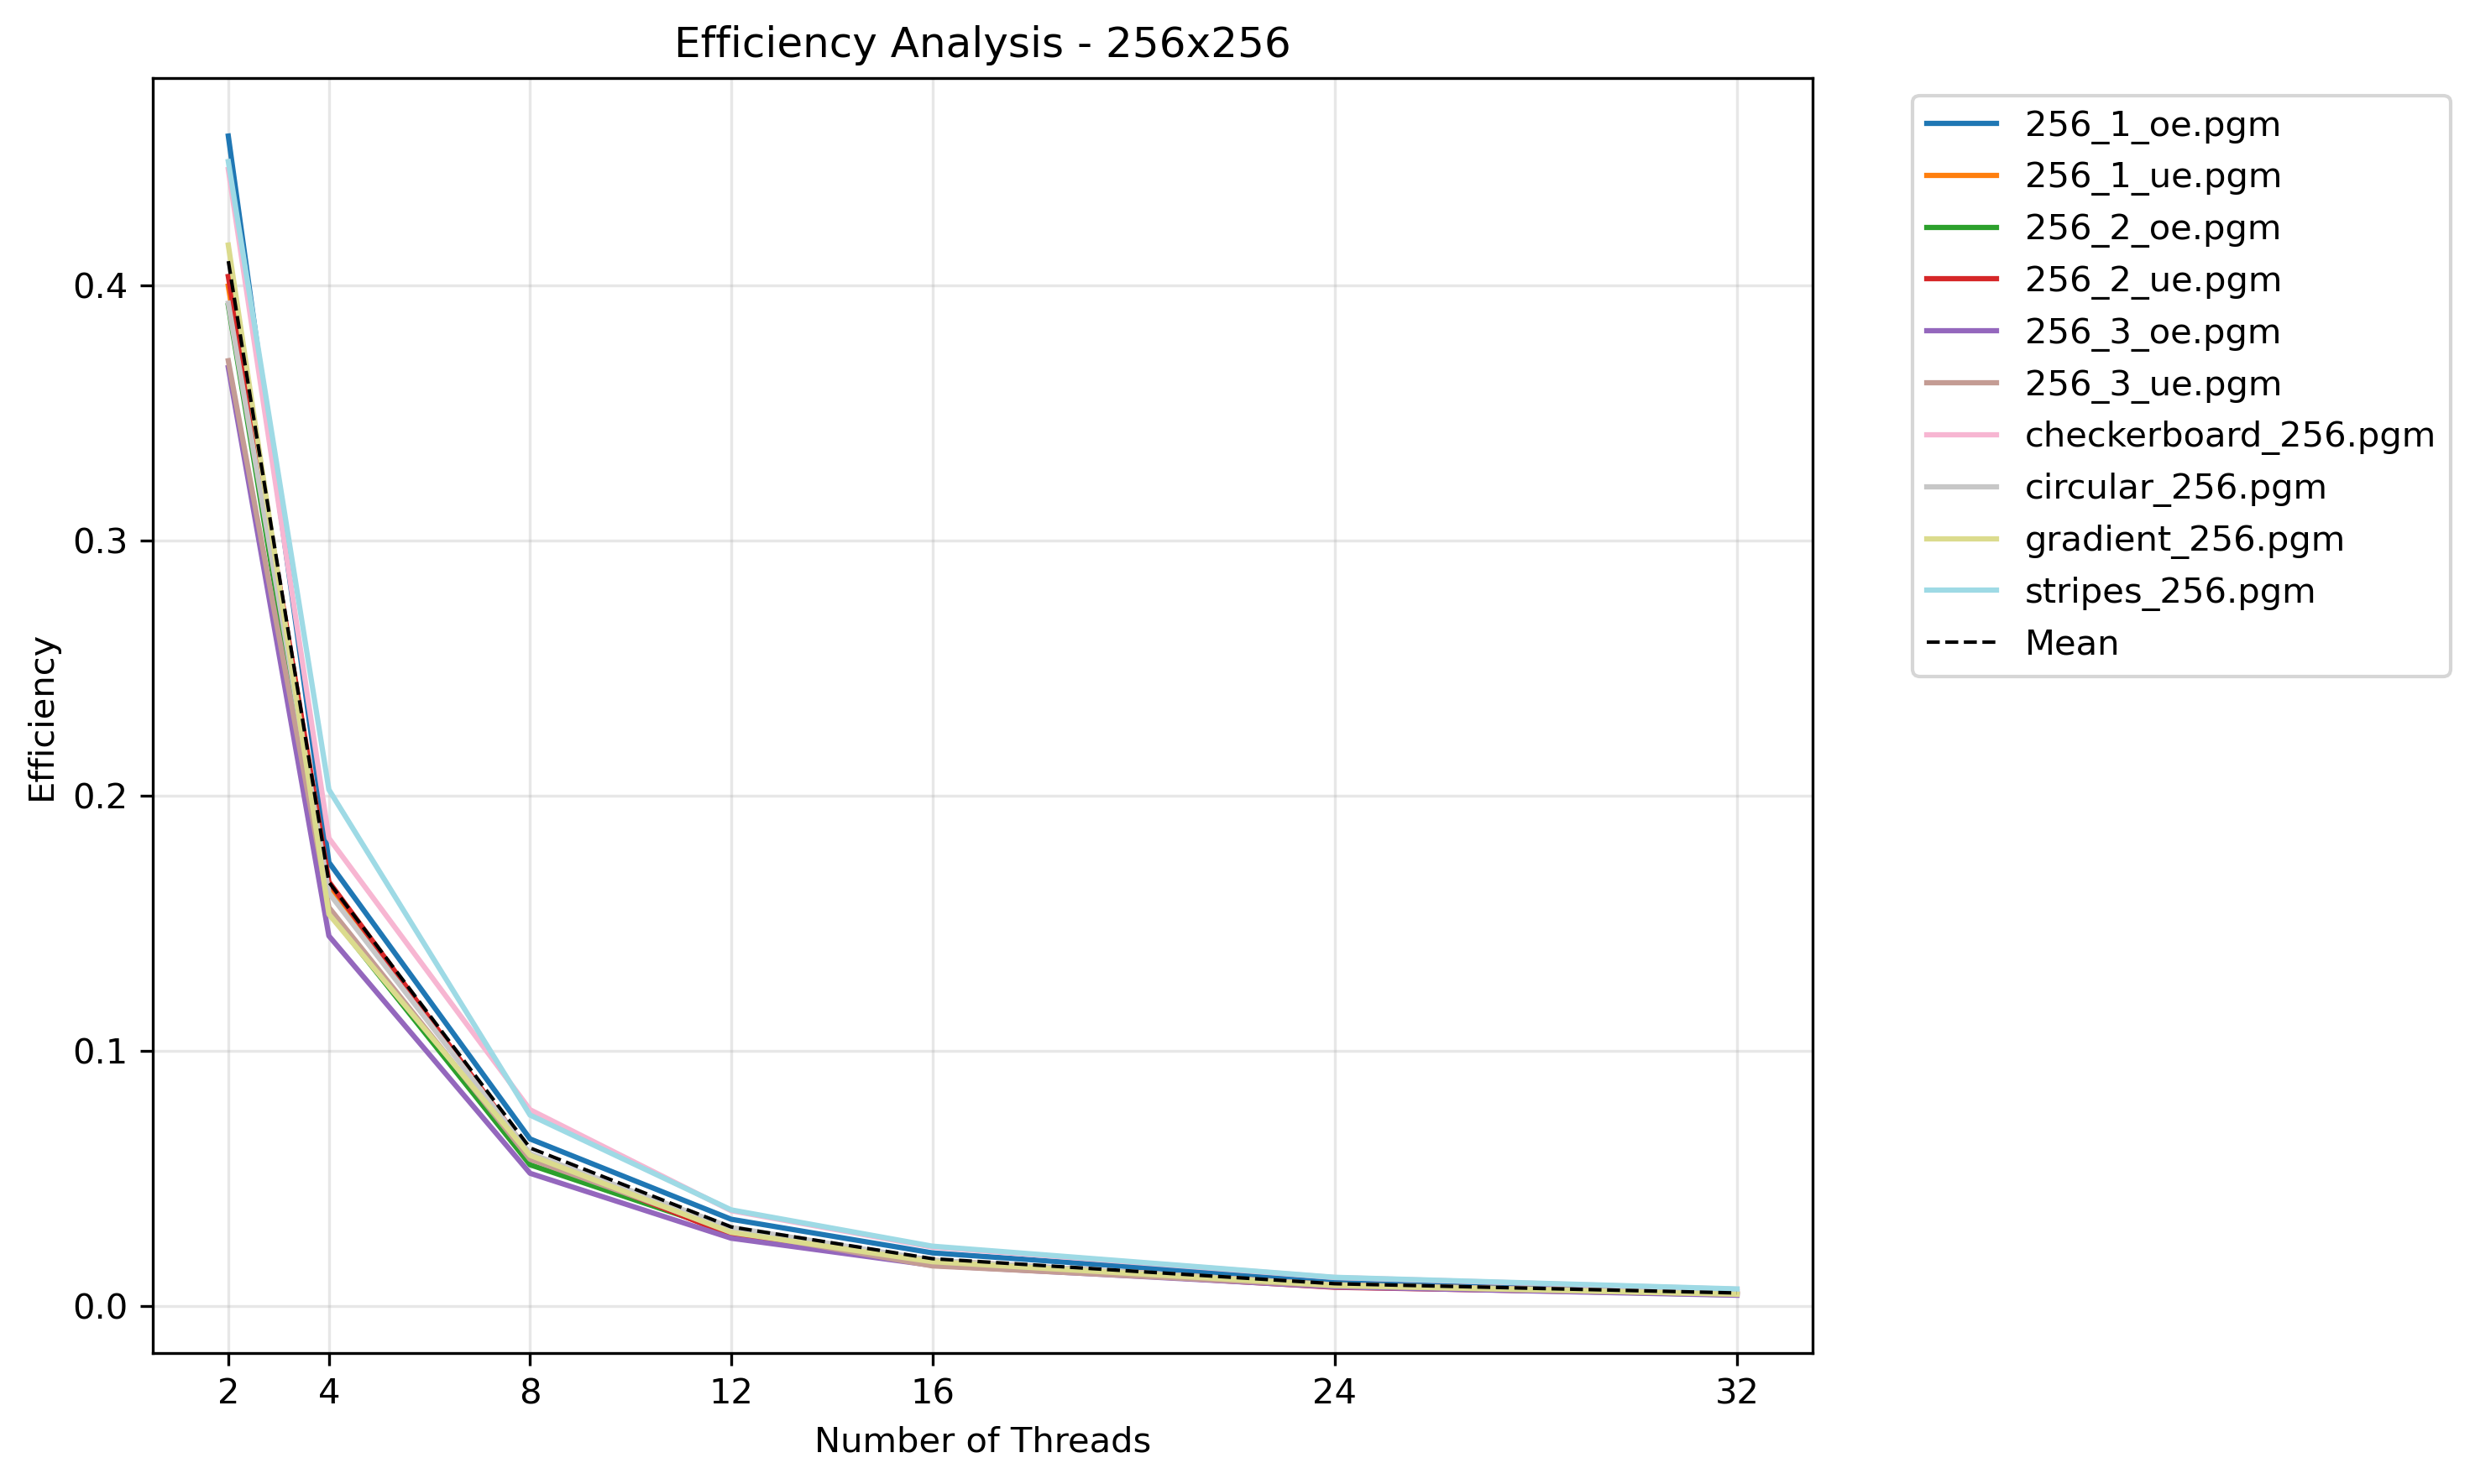 Efficiency Analysis - 256x256
Efficiency
0.4
0.3
0.2
0.1
0.0
2 4 8 12 16 24 32
Number of Threads
256_1_oe.pgm
256_1_ue.pgm
256_2_oe.pgm
256_2_ue.pgm
256_3_oe.pgm
256_3_ue.pgm
checkerboard_256.pgm
circular_256.pgm
gradient_256.pgm
stripes_256.pgm
Mean